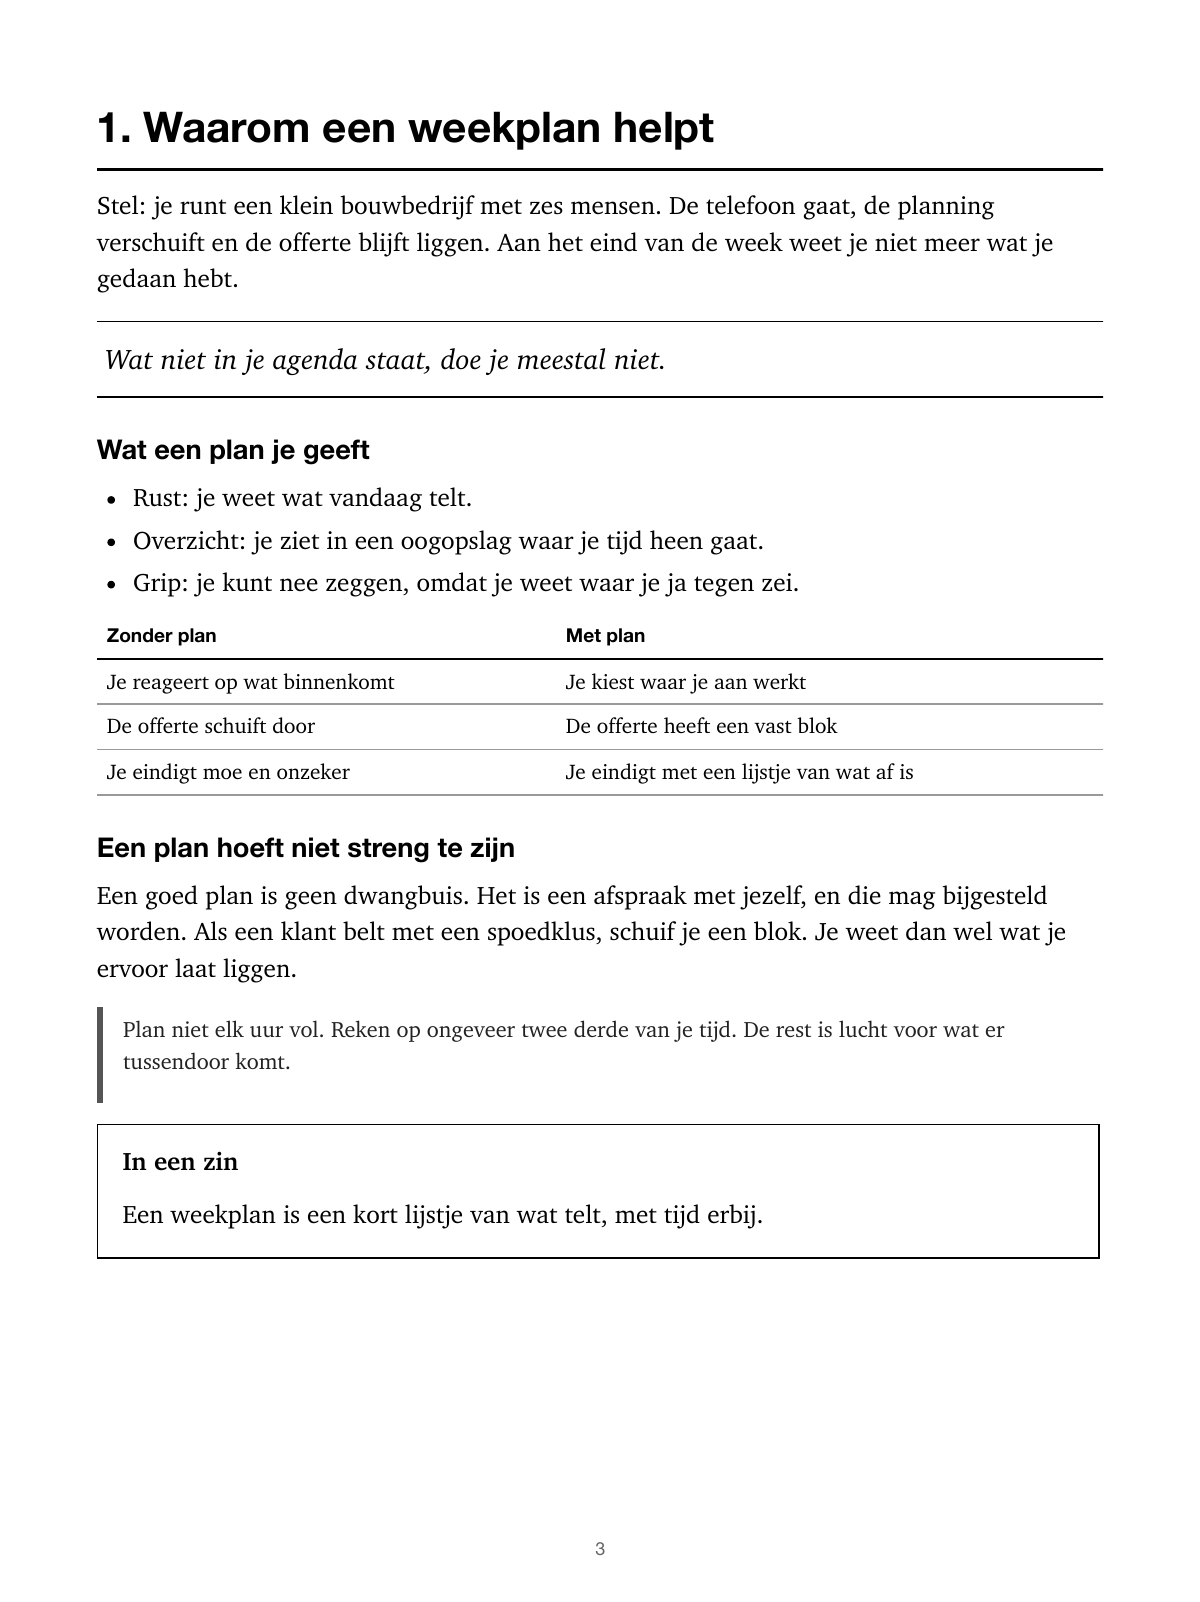 1. Waarom een weekplan helpt
Stel: je runt een klein bouwbedrijf met zes mensen. De telefoon gaat, de planning
verschuift en de offerte blijft liggen. Aan het eind van de week weet je niet meer wat je
gedaan hebt.
Wat niet in je agenda staat, doe je meestal niet.
Wat een plan je geeft
• Rust: je weet wat vandaag telt.
• Overzicht: je ziet in een oogopslag waar je tijd heen gaat.
• Grip: je kunt nee zeggen, omdat je weet waar je ja tegen zei.
Zonder plan Met plan
Je reageert op wat binnenkomt Je kiest waar je aan werkt
De offerte schuift door De offerte heeft een vast blok
Je eindigt moe en onzeker Je eindigt met een lijstje van wat af is
Een plan hoeft niet streng te zijn
Een goed plan is geen dwangbuis. Het is een afspraak met jezelf, en die mag bijgesteld
worden. Als een klant belt met een spoedklus, schuif je een blok. Je weet dan wel wat je
ervoor laat liggen.
Plan niet elk uur vol. Reken op ongeveer twee derde van je tijd. De rest is lucht voor wat er
tussendoor komt.
In een zin
Een weekplan is een kort lijstje van wat telt, met tijd erbij.
3